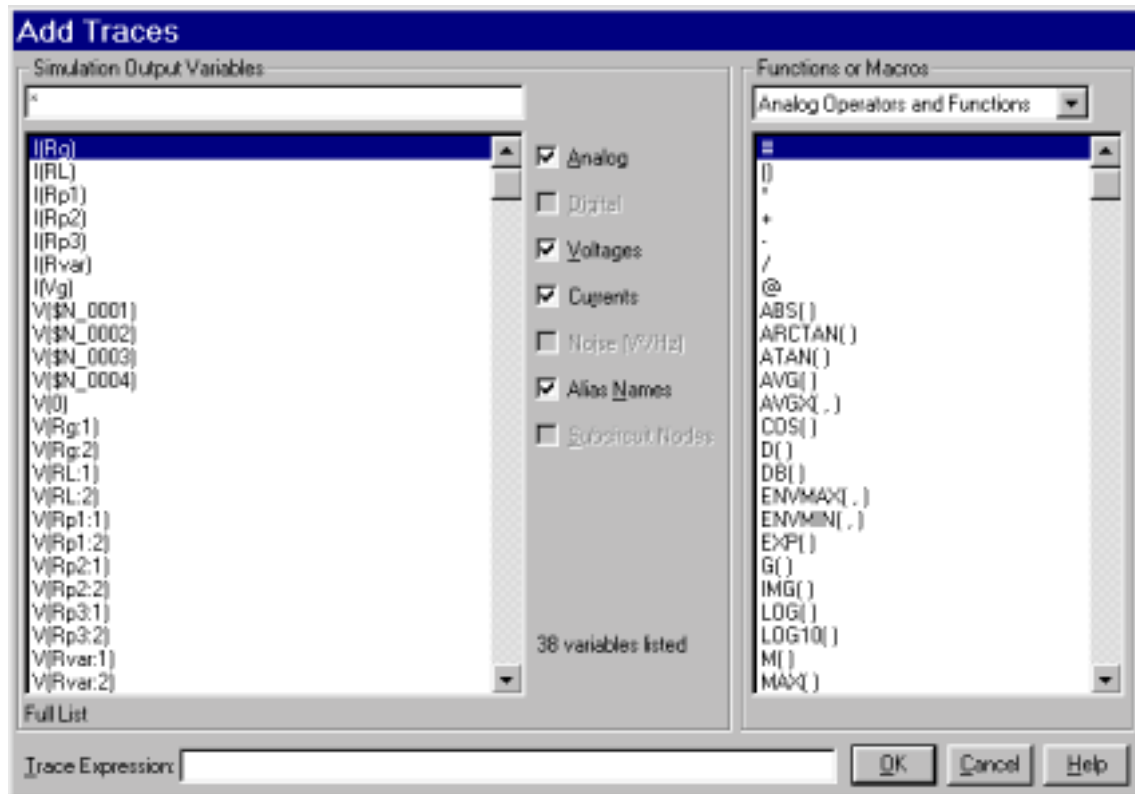 Add Traces
Simulation Output Variables
*
I(Rg)
I(RL)
I(Rp1)
I(Rp2)
I(Rp3)
I(Rvar)
I(Vg)
V($N_0001)
V($N_0002)
V($N_0003)
V($N_0004)
V(0)
V(Rg:1)
V(Rg:2)
V(RL:1)
V(RL:2)
V(Rp1:1)
V(Rp1:2)
V(Rp2:1)
V(Rp2:2)
V(Rp3:1)
V(Rp3:2)
V(Rvar:1)
V(Rvar:2)
Full List
Analog
Digital
Voltages
Currents
Noise (V²/Hz)
Alias Names
Subcircuit Nodes
38 variables listed
Functions or Macros
Analog Operators and Functions
()
*
+
-
/
@
ABS( )
ARCTAN( )
ATAN( )
AVG( )
AVGX( , )
COS( )
D( )
DB( )
ENVMAX( , )
ENVMIN( , )
EXP( )
G( )
IMG( )
LOG( )
LOG10( )
M( )
MAX( )
Trace Expression:
OK
Cancel
Help